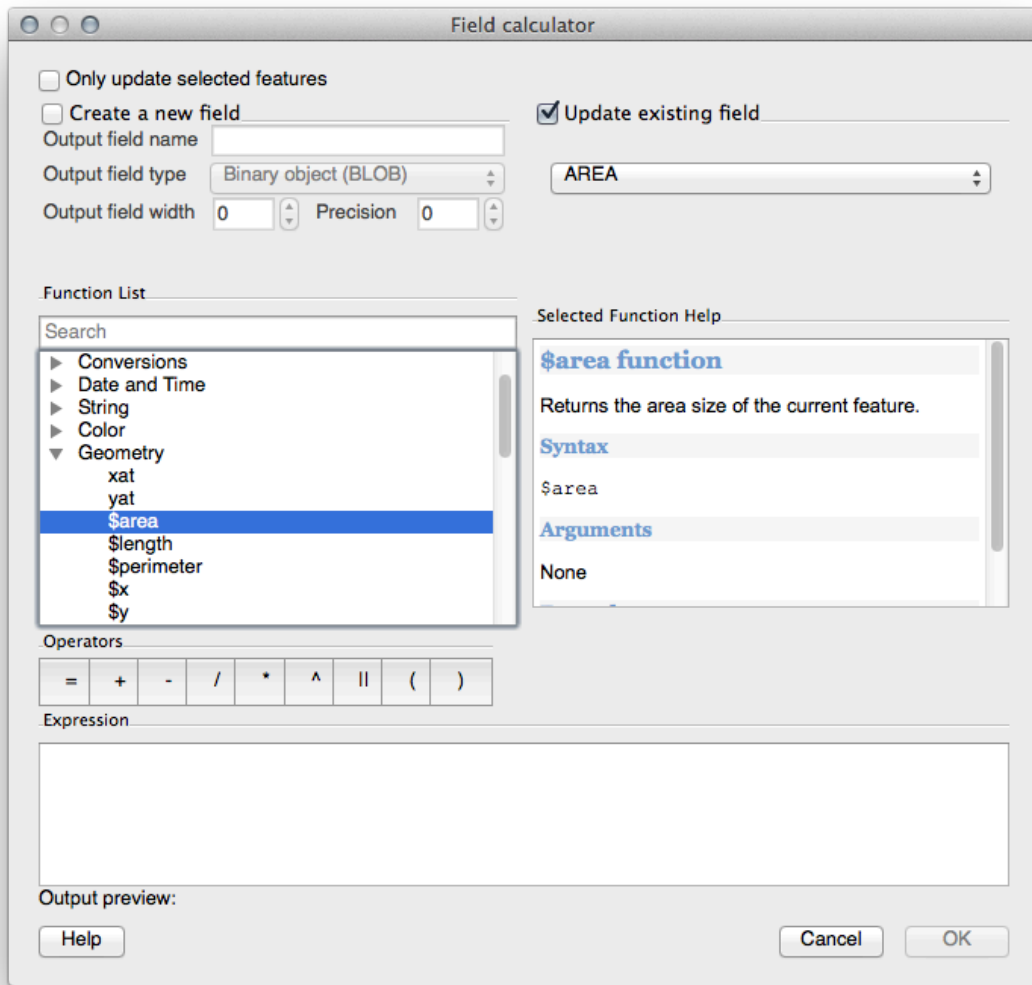 Field calculator
Only update selected features
Create a new field
Update existing field
Output field name
Output field type Binary object (BLOB)
AREA
Output field width 0 Precision 0
Function List
Search
Conversions
Date and Time
String
Color
Geometry
xat
yat
$area
$length
$perimeter
$x
$y
Selected Function Help
$area function
Returns the area size of the current feature.
Syntax
$area
Arguments
None
Operators
= + - / * ^ || ( )
Expression
Output preview:
Help Cancel OK